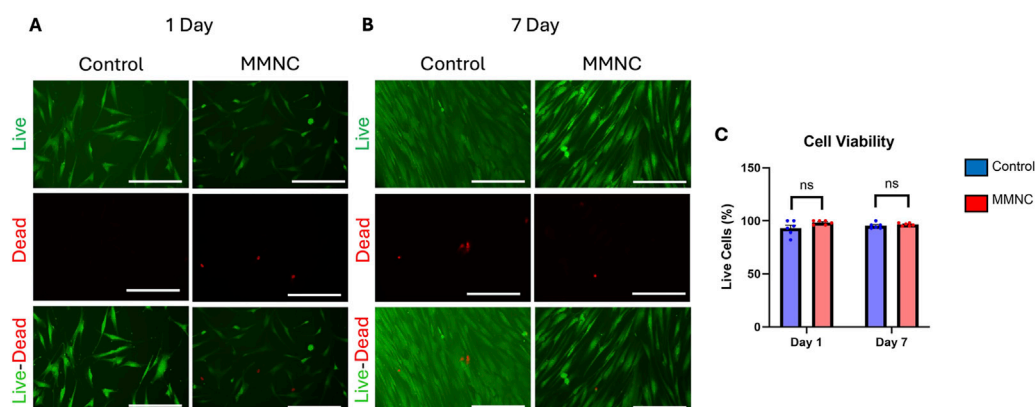 A 1 Day
Control MMNC
Live
Dead
Live-Dead
B 7 Day
Control MMNC
Live
Dead
Live-Dead
C
Cell Viability
Live Cells (%)
150
100
50
0
ns ns
Day 1 Day 7
Control
MMNC